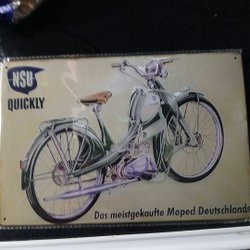 NSU
QUICKLY
Das meistgekaufte Moped Deutschlands